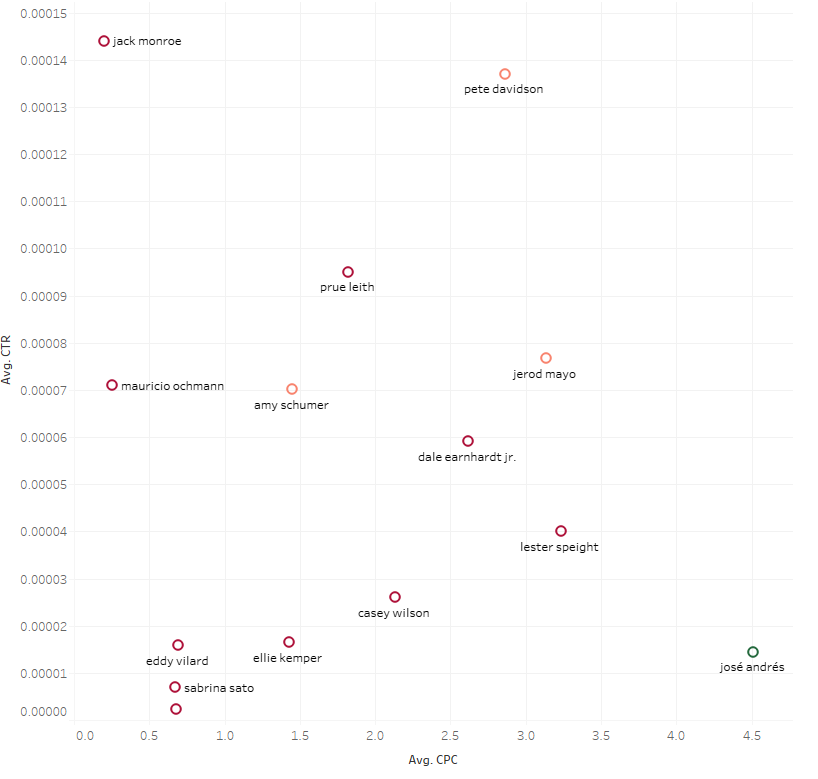 0.00015
jack monroe
0.00014
pete davidson
0.00013
0.00012
0.00011
0.00010
prue leith
0.00009
0.00008
jerod mayo
0.00007
mauricio ochmann
amy schumer
0.00006
dale earnhardt jr.
0.00005
0.00004
lester speight
0.00003
casey wilson
0.00002
eddy vilard
ellie kemper
josé andrés
0.00001
sabrina sato
0.00000
Avg. CTR
0.0 0.5 1.0 1.5 2.0 2.5 3.0 3.5 4.0 4.5
Avg. CPC